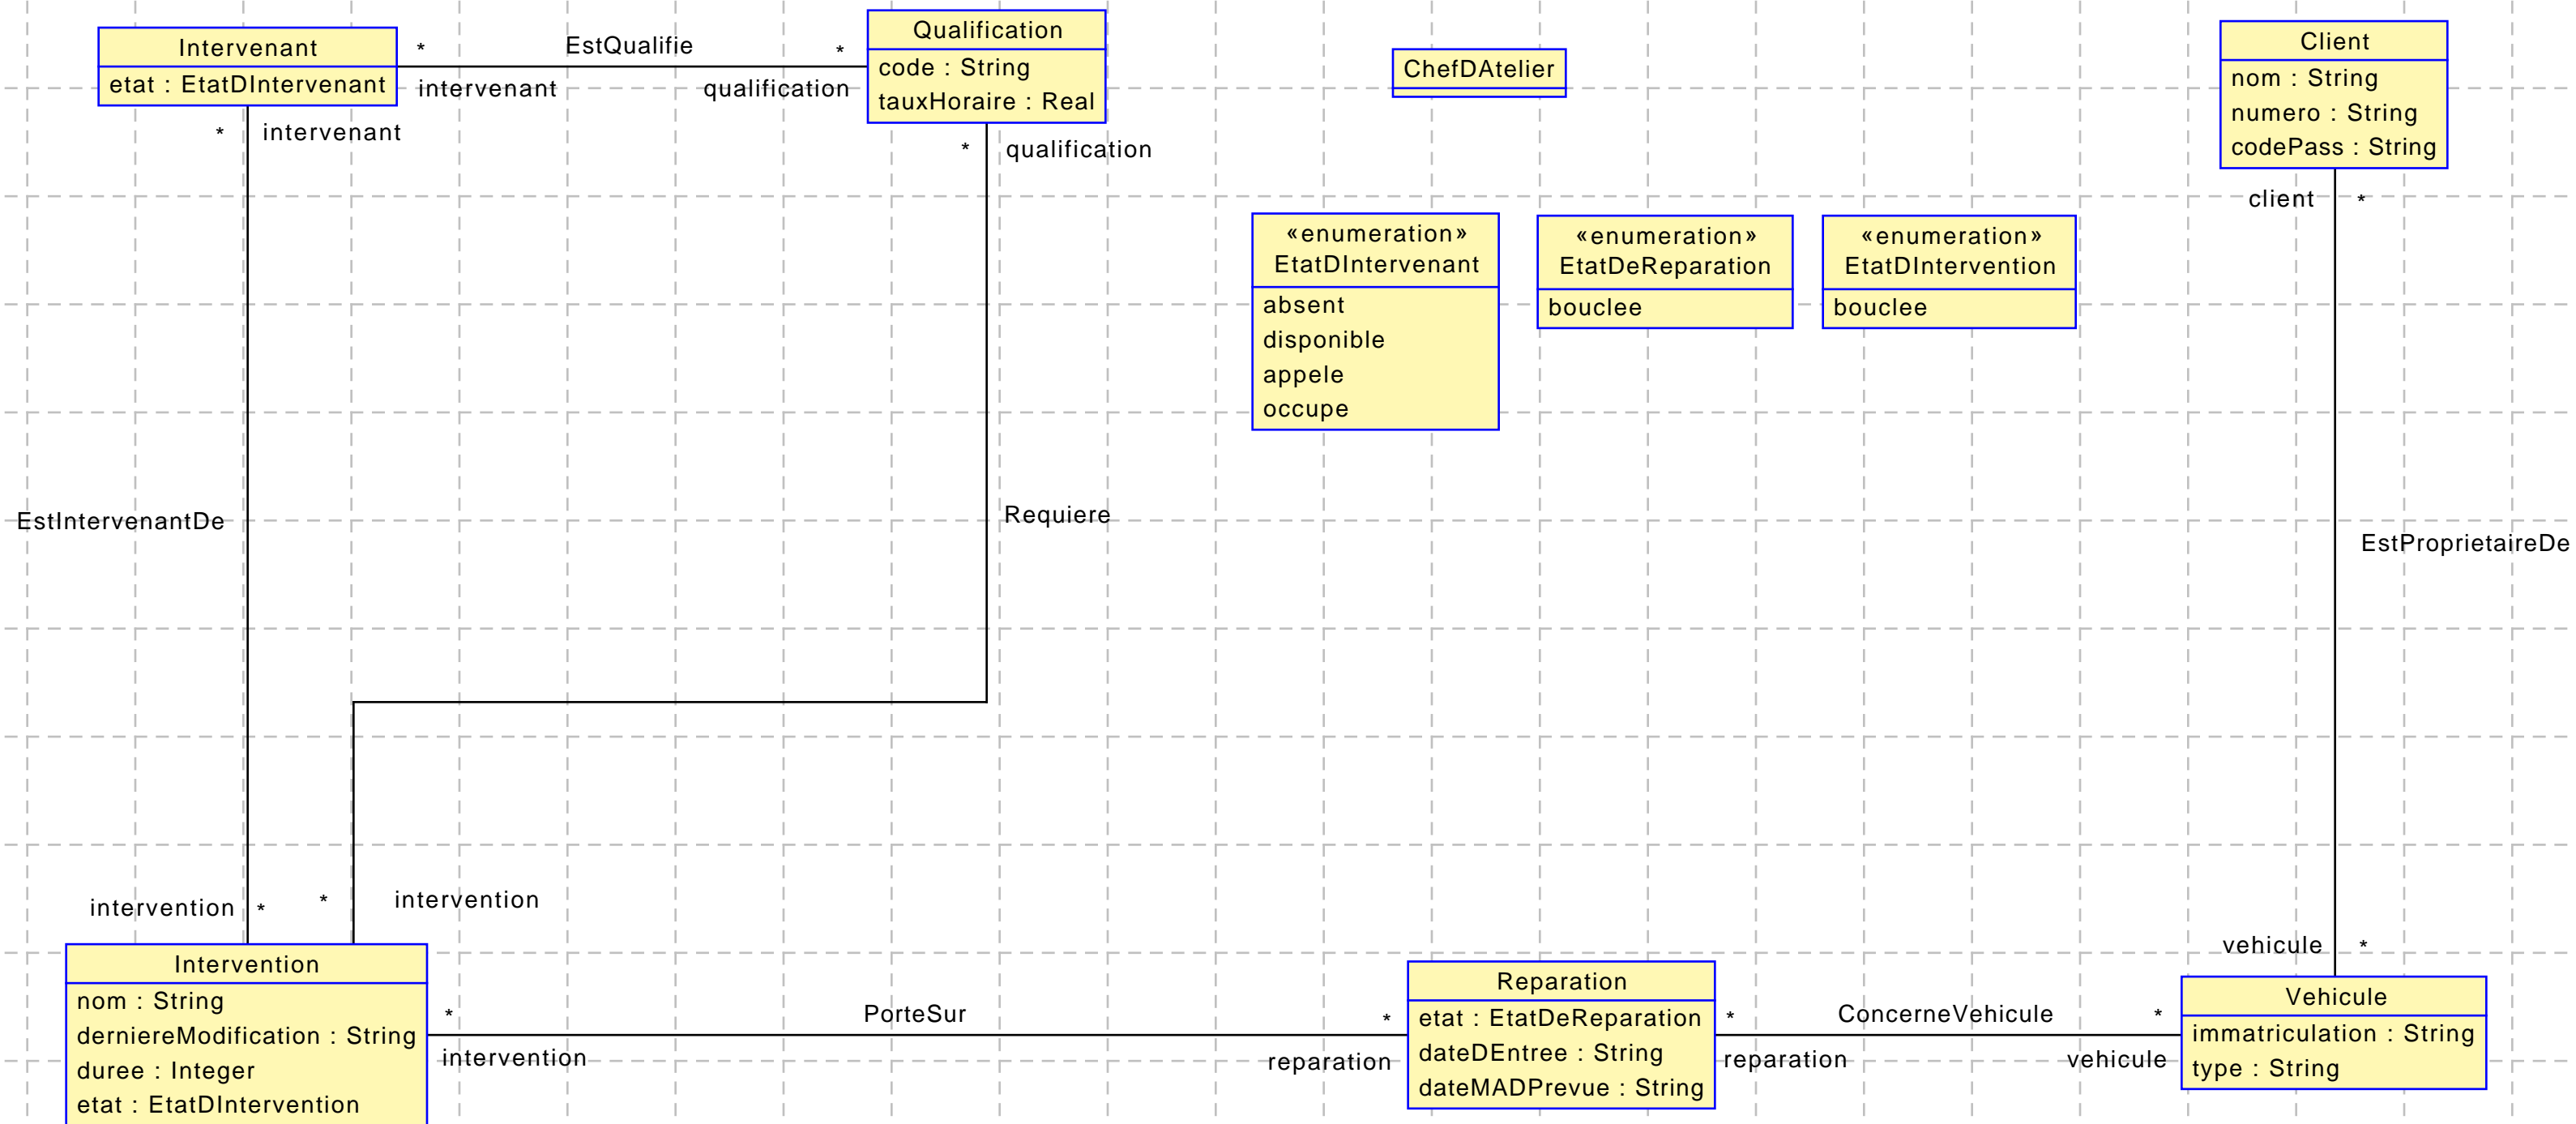 Intervenant
etat : EtatDIntervenant
*
EstQualifie
*
intervenant
qualification
Qualification
code : String
tauxHoraire : Real
ChefDAtelier
Client
nom : String
numero : String
codePass : String
*
intervenant
*
qualification
client
*
«enumeration»
EtatDIntervenant
absent
disponible
appele
occupe
«enumeration»
EtatDeReparation
bouclee
«enumeration»
EtatDIntervention
bouclee
EstIntervenantDe
Requiere
EstProprietaireDe
intervention
*
*
intervention
vehicule
*
Intervention
nom : String
derniereModification : String
duree : Integer
etat : EtatDIntervention
*
PorteSur
*
intervention
reparation
Reparation
etat : EtatDeReparation
dateDEntree : String
dateMADPrevue : String
*
ConcerneVehicule
*
reparation
vehicule
Vehicule
immatriculation : String
type : String